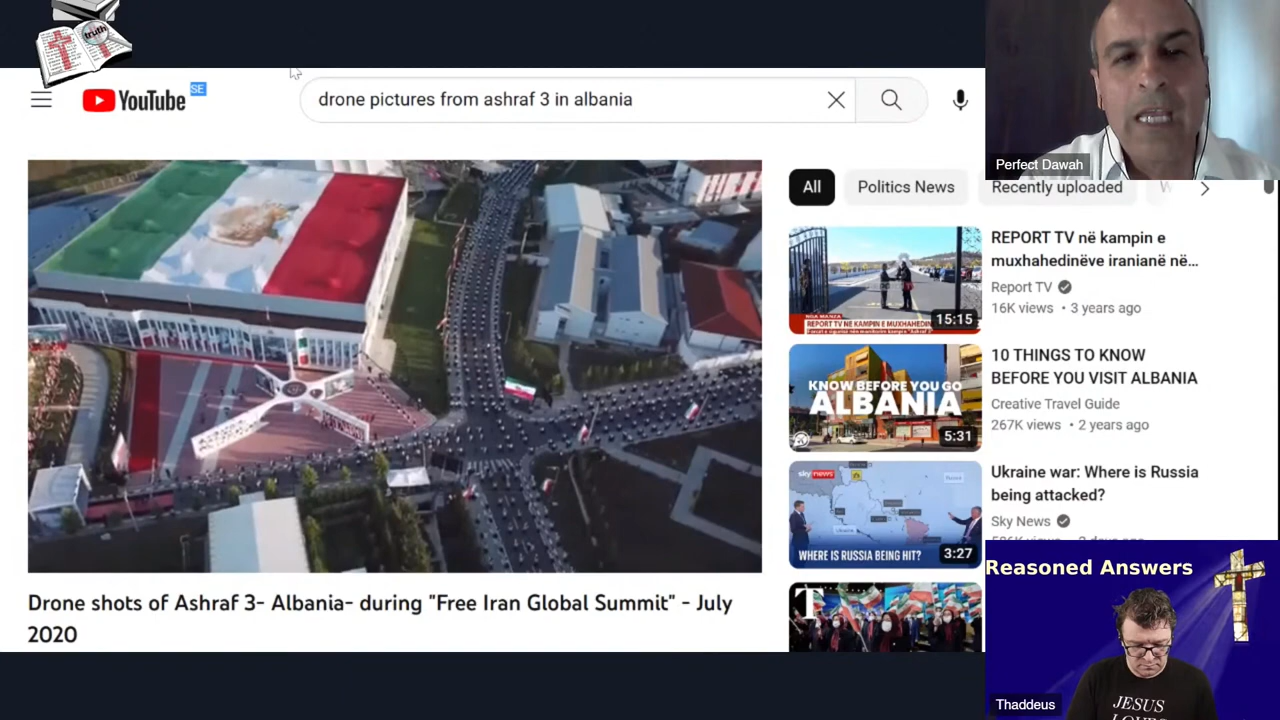 truth
YouTube SE
drone pictures from ashraf 3 in albania
Perfect Dawah
All
Politics News
Recently uploaded
REPORT TV në kampin e
muxhahedinëve iranianë në...
Report TV
16K views • 3 years ago
15:15
10 THINGS TO KNOW
BEFORE YOU VISIT ALBANIA
Creative Travel Guide
267K views • 2 years ago
KNOW BEFORE YOU GO
ALBANIA
5:31
Ukraine war: Where is Russia
being attacked?
Sky News
sky news
WHERE IS RUSSIA BEING HIT?
3:27
T
Drone shots of Ashraf 3- Albania- during "Free Iran Global Summit" - July
2020
Reasoned Answers
Thaddeus
JESUS